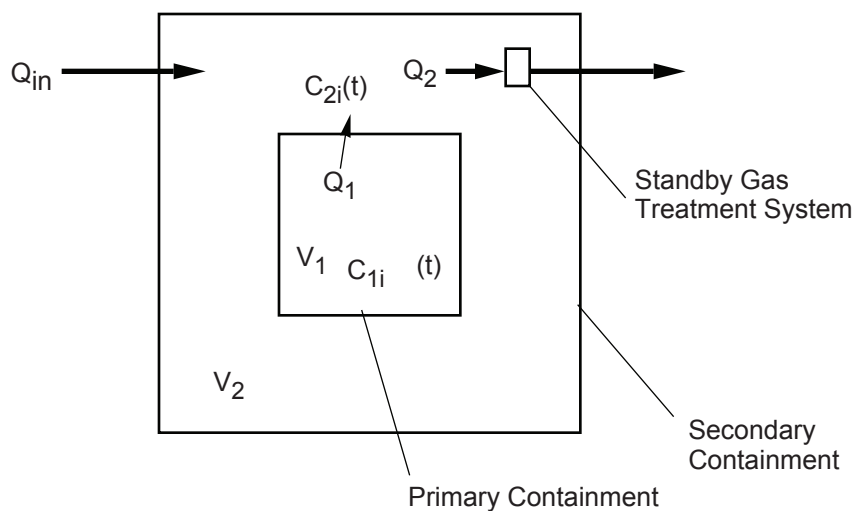 Q_in
Q_2
C_2i(t)
Q_1
Standby Gas
Treatment System
V_1
C_1i
(t)
V_2
Secondary
Containment
Primary Containment